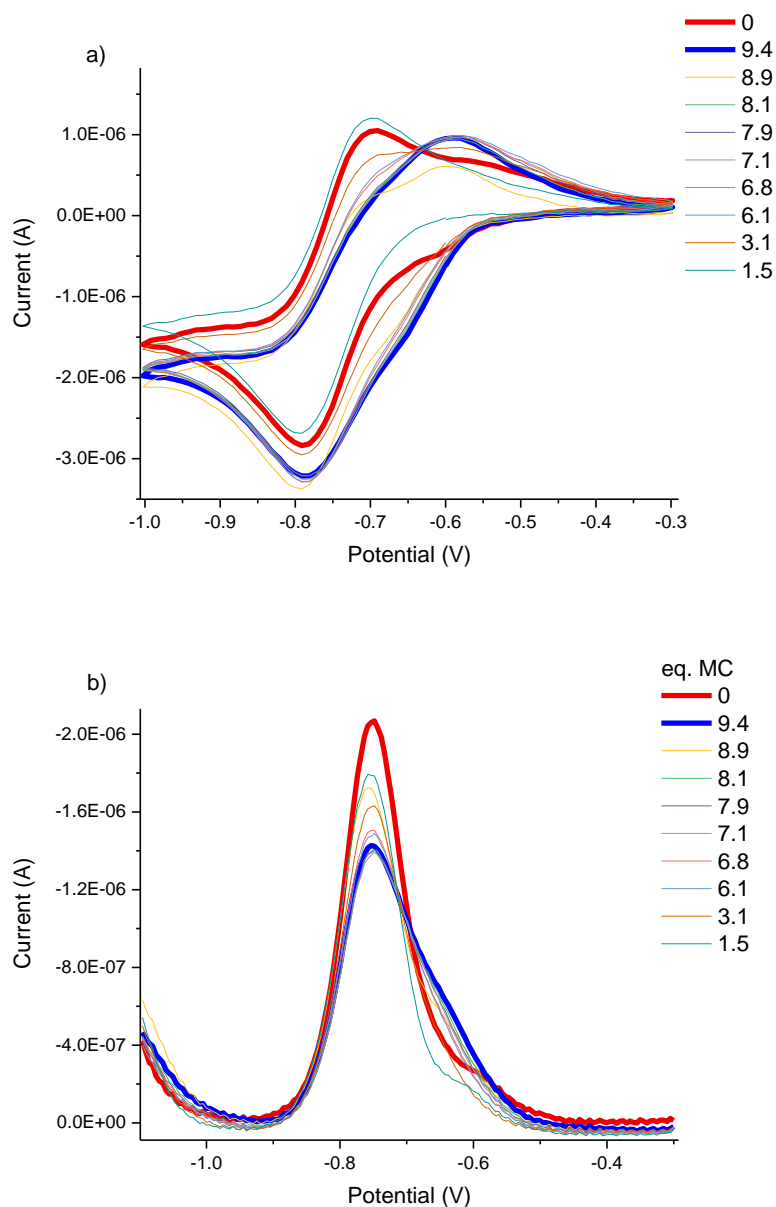 a)
0
9.4
8.9
8.1
7.9
7.1
6.8
6.1
3.1
1.5
1.0E-06
0.0E+00
-1.0E-06
-2.0E-06
-3.0E-06
Current (A)
-1.0 -0.9 -0.8 -0.7 -0.6 -0.5 -0.4 -0.3
Potential (V)
b)
eq. MC
0
9.4
8.9
8.1
7.9
7.1
6.8
6.1
3.1
1.5
-2.0E-06
-1.6E-06
-1.2E-06
-8.0E-07
-4.0E-07
0.0E+00
Current (A)
-1.0 -0.8 -0.6 -0.4
Potential (V)